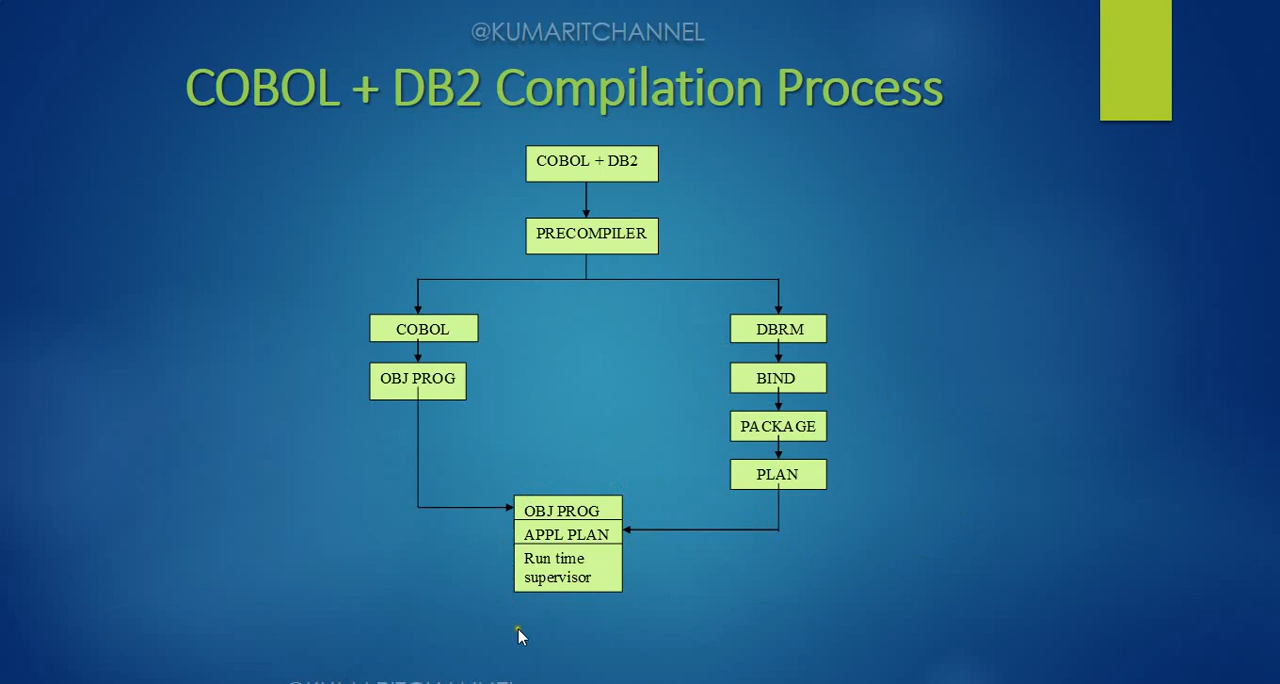 @KUMARITCHANNEL
COBOL + DB2 Compilation Process
COBOL + DB2
PRECOMPILER
COBOL
DBRM
OBJ PROG
BIND
PACKAGE
PLAN
OBJ PROG
APPL PLAN
Run time
supervisor
@KUMARITCHANNEL